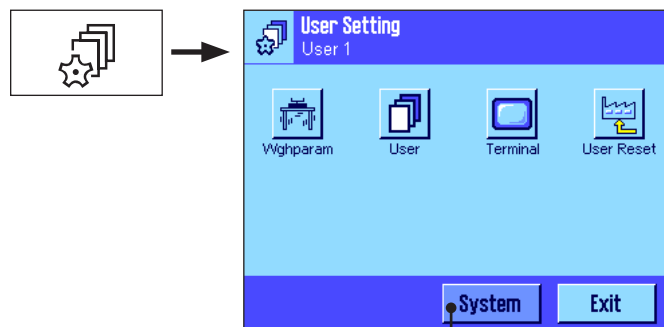 User Setting
User 1
Wghparam
User
Terminal
User Reset
System
Exit